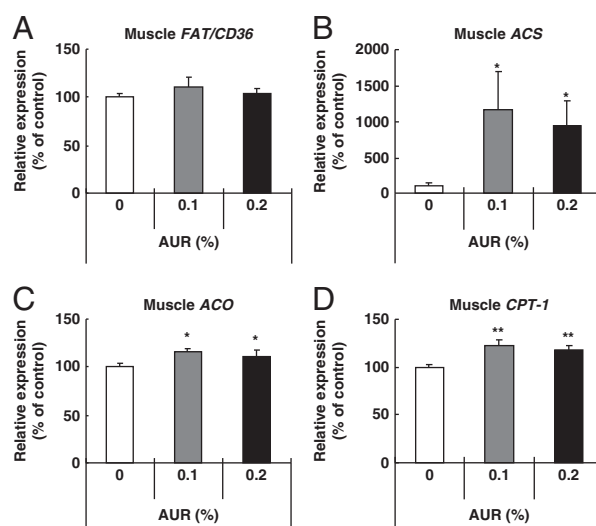 A
Muscle FAT/CD36
Relative expression
(% of control)
150
100
50
0
0 0.1 0.2
AUR (%)
B
Muscle ACS
Relative expression
(% of control)
2000
1500
1000
500
0
* *
0 0.1 0.2
AUR (%)
C
Muscle ACO
Relative expression
(% of control)
150
100
50
0
* *
0 0.1 0.2
AUR (%)
D
Muscle CPT-1
Relative expression
(% of control)
150
100
50
0
** **
0 0.1 0.2
AUR (%)